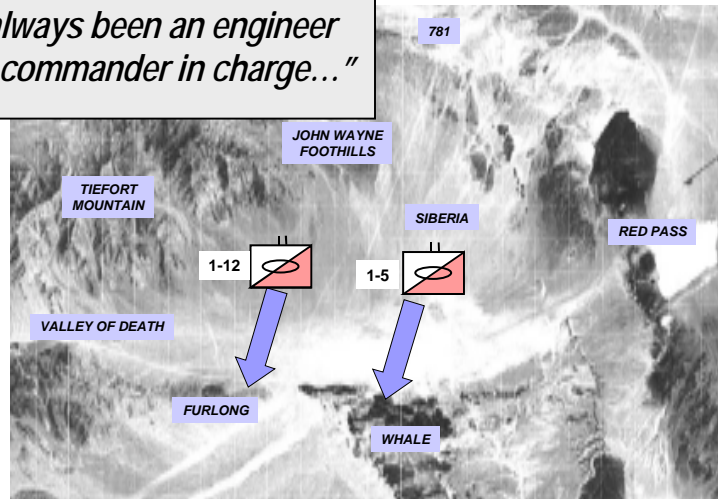 always been an engineer
commander in charge…”
781
JOHN WAYNE
FOOTHILLS
TIEFORT
MOUNTAIN
SIBERIA
RED PASS
1-12
1-5
VALLEY OF DEATH
FURLONG
WHALE